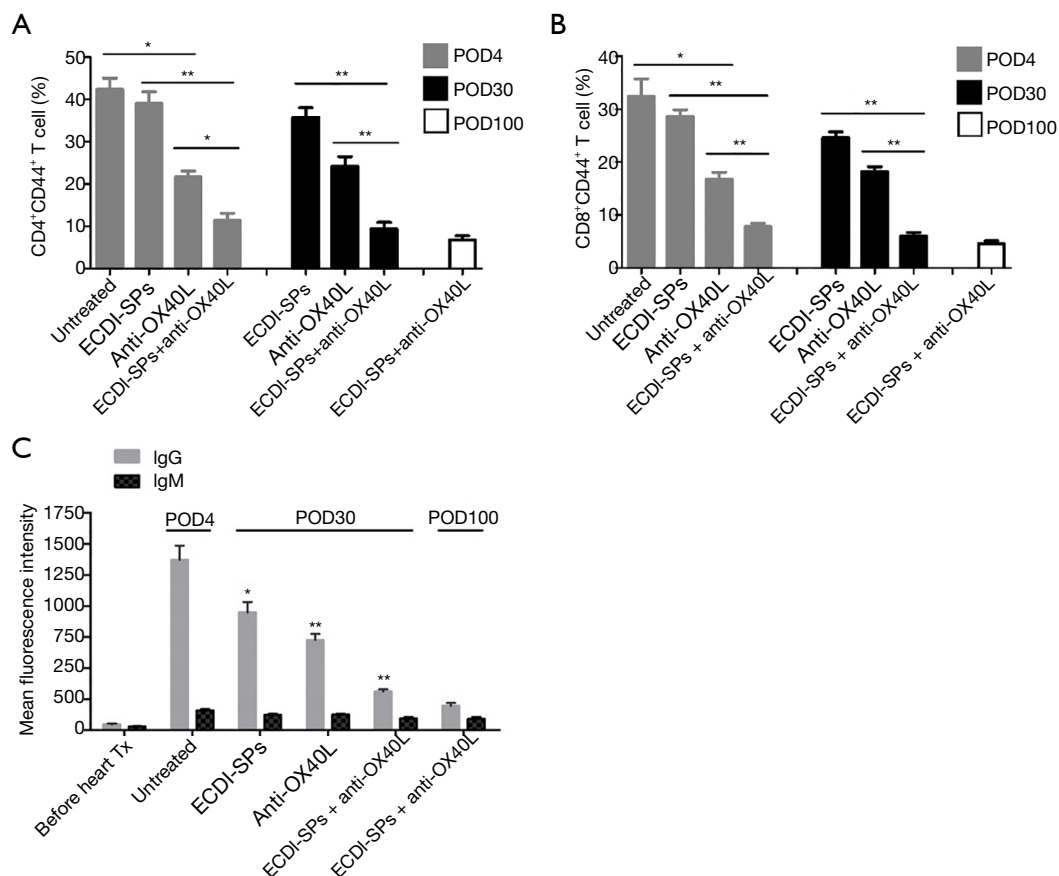 A
POD4
POD30
POD100
CD4+CD44+ T cell (%)
50
40
30
20
10
0
*
**
*
**
**
Untreated
ECDI-SPs
Anti-OX40L
ECDI-SPs+anti-OX40L
ECDI-SPs
Anti-OX40L
ECDI-SPs+anti-OX40L
ECDI-SPs+anti-OX40L
B
POD4
POD30
POD100
CD8+CD44+ T cell (%)
40
30
20
10
0
*
**
**
**
**
Untreated
ECDI-SPs
Anti-OX40L
ECDI-SPs + anti-OX40L
ECDI-SPs
Anti-OX40L
ECDI-SPs + anti-OX40L
ECDI-SPs + anti-OX40L
C
IgG
IgM
Mean fluorescence intensity
1750
1500
1250
1000
750
250
500
0
POD4
POD30
POD100
*
**
**
Before heart Tx
Untreated
ECDI-SPs
Anti-OX40L
ECDI-SPs + anti-OX40L
ECDI-SPs + anti-OX40L